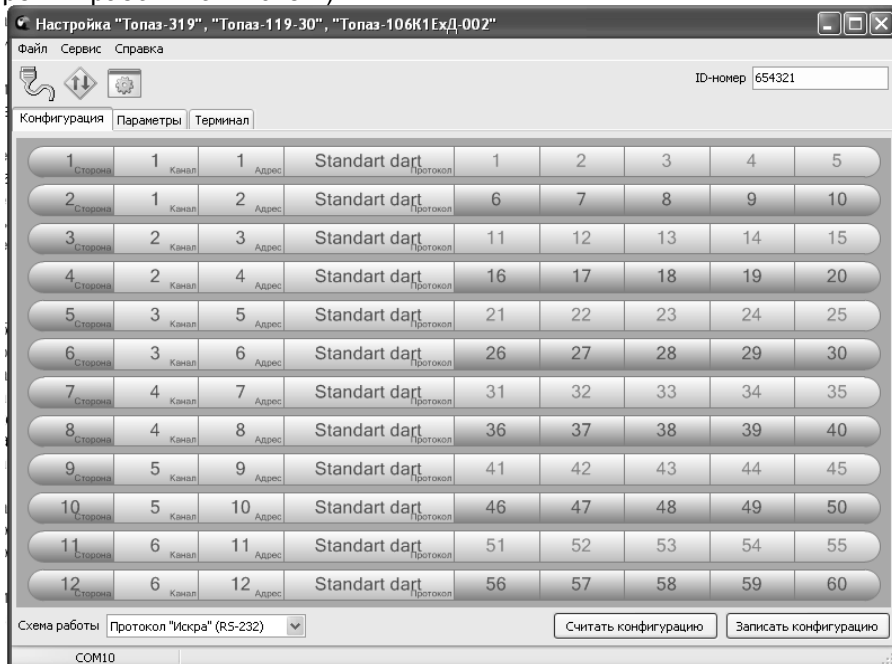 Настройка "Топаз-319", "Топаз-119-30", "Топаз-106К1ЕхД-002"
Файл Сервис Справка
ID-номер 654321
Конфигурация Параметры Терминал
1 Сторона 1 Канал 1 Адрес Standart dart Протокол 1 2 3 4 5
2 Сторона 1 Канал 2 Адрес Standart dart Протокол 6 7 8 9 10
3 Сторона 2 Канал 3 Адрес Standart dart Протокол 11 12 13 14 15
4 Сторона 2 Канал 4 Адрес Standart dart Протокол 16 17 18 19 20
5 Сторона 3 Канал 5 Адрес Standart dart Протокол 21 22 23 24 25
6 Сторона 3 Канал 6 Адрес Standart dart Протокол 26 27 28 29 30
7 Сторона 4 Канал 7 Адрес Standart dart Протокол 31 32 33 34 35
8 Сторона 4 Канал 8 Адрес Standart dart Протокол 36 37 38 39 40
9 Сторона 5 Канал 9 Адрес Standart dart Протокол 41 42 43 44 45
10 Сторона 5 Канал 10 Адрес Standart dart Протокол 46 47 48 49 50
11 Сторона 6 Канал 11 Адрес Standart dart Протокол 51 52 53 54 55
12 Сторона 6 Канал 12 Адрес Standart dart Протокол 56 57 58 59 60
Схема работы Протокол "Искра" (RS-232) Считать конфигурацию Записать конфигурацию
COM10